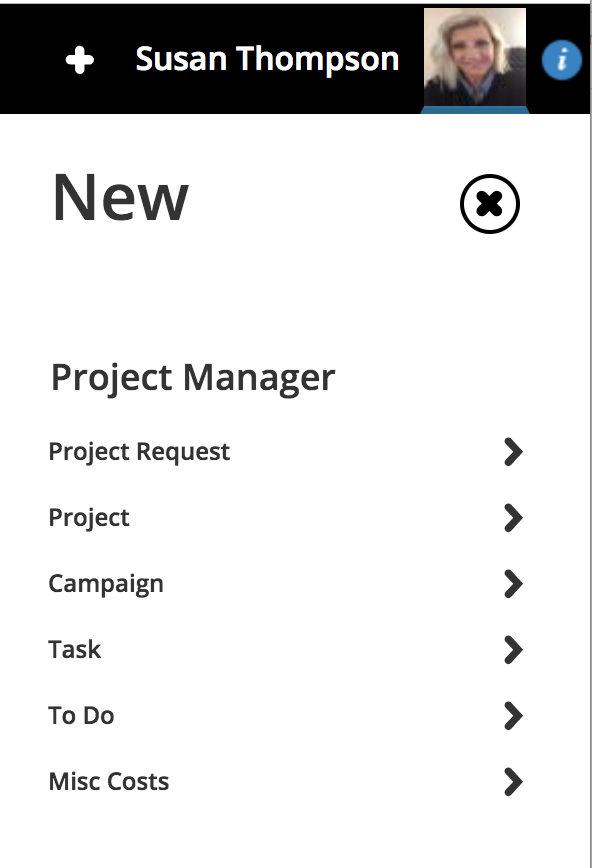 Susan Thompson
i
New
Project Manager
Project Request
Project
Campaign
Task
To Do
Misc Costs